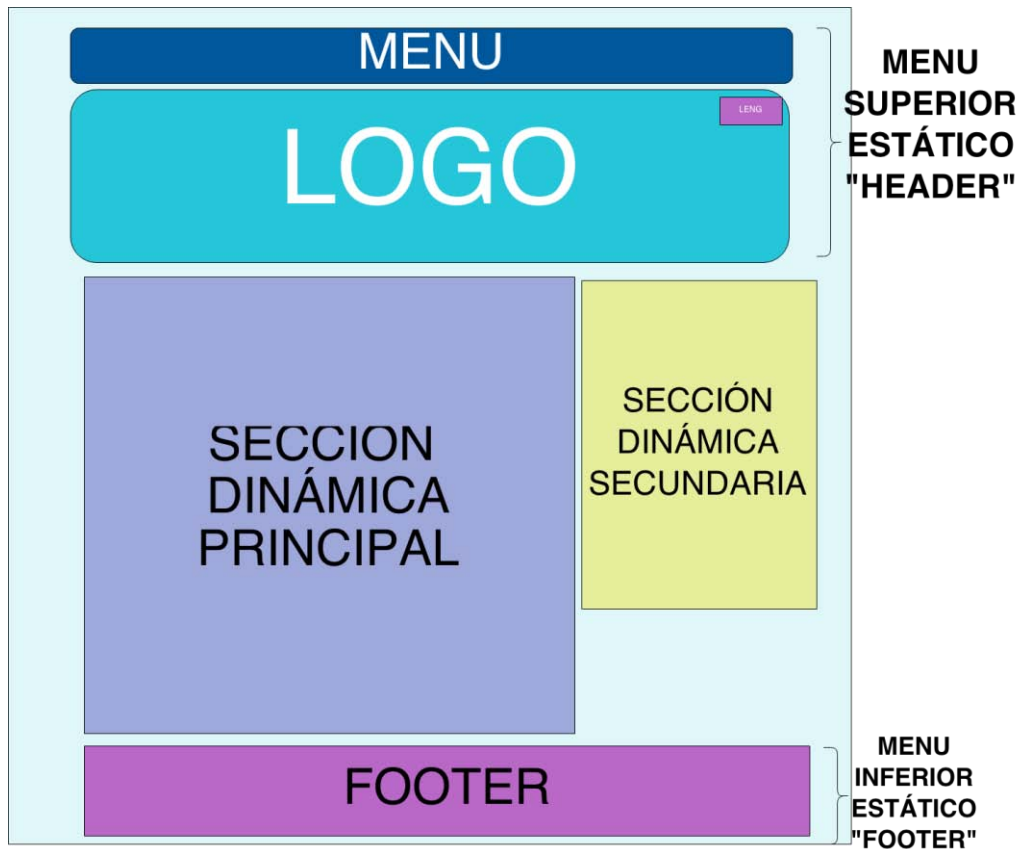 MENU
LENG
LOGO
MENU
SUPERIOR
ESTÁTICO
"HEADER"
SECCION
DINÁMICA
PRINCIPAL
SECCIÓN
DINÁMICA
SECUNDARIA
FOOTER
MENU
INFERIOR
ESTÁTICO
"FOOTER"